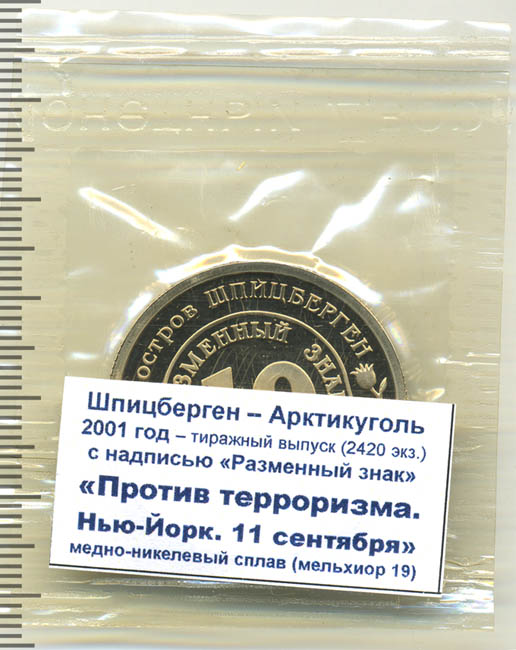 ОСТРОВ ШПИЦБЕРГЕН
РАЗМЕННЫЙ ЗНАК
10
Шпицберген -- Арктикуголь
2001 год – тиражный выпуск (2420 экз.)
с надписью «Разменный знак»
«Против терроризма.
Нью-Йорк. 11 сентября»
медно-никелевый сплав (мельхиор 19)